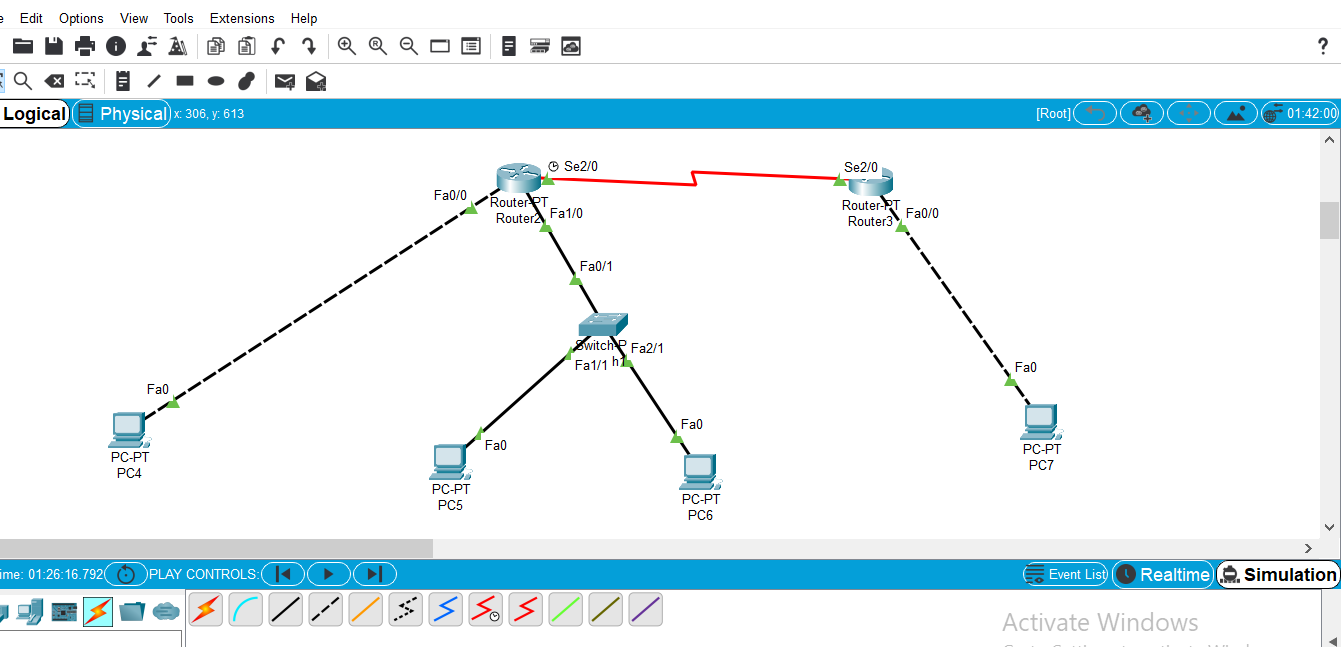 Edit Options View Tools Extensions Help
?
Logical Physical x: 306, y: 613 [Root] 01:42:00
Se2/0
Se2/0
Fa0/0
Router-PT
Router2
Fa1/0
Router-PT
Router3
Fa0/0
Fa0/1
Switch-P
Fa2/1
Fa1/1
Fa0
Fa0
Fa0
Fa0
PC-PT
PC4
PC-PT
PC5
PC-PT
PC6
PC-PT
PC7
01:26:16.792 PLAY CONTROLS: Event List Realtime Simulation
Activate Windows